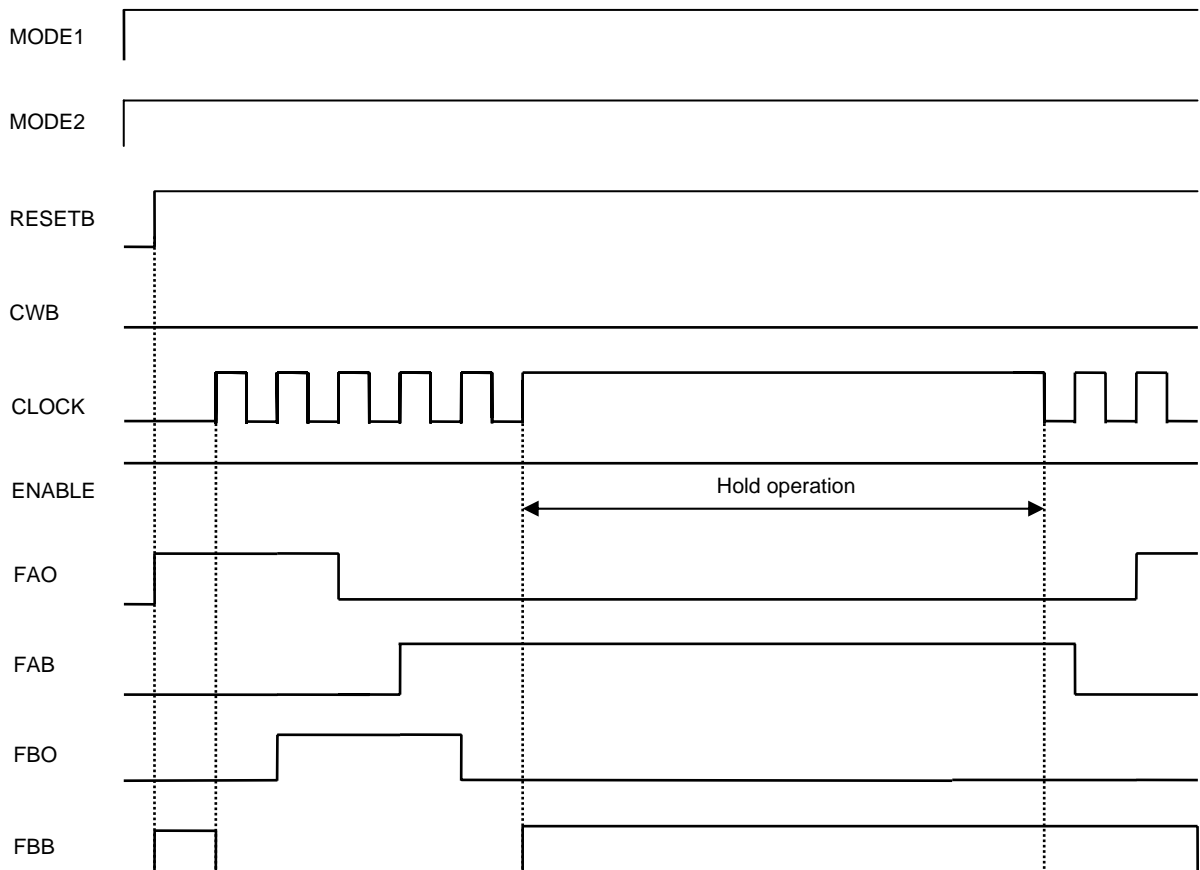 MODE1
MODE2
RESETB
CWB
CLOCK
ENABLE
Hold operation
FAO
FAB
FBO
FBB